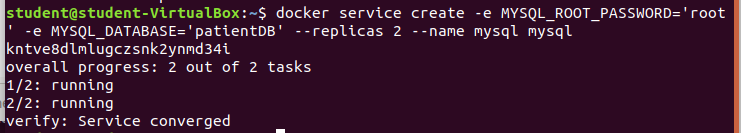 student@student-VirtualBox:~$ docker service create -e MYSQL_ROOT_PASSWORD='root
' -e MYSQL_DATABASE='patientDB' --replicas 2 --name mysql mysql
kntve8dlmlugczsnk2ynmd34i
overall progress: 2 out of 2 tasks
1/2: running
2/2: running
verify: Service converged